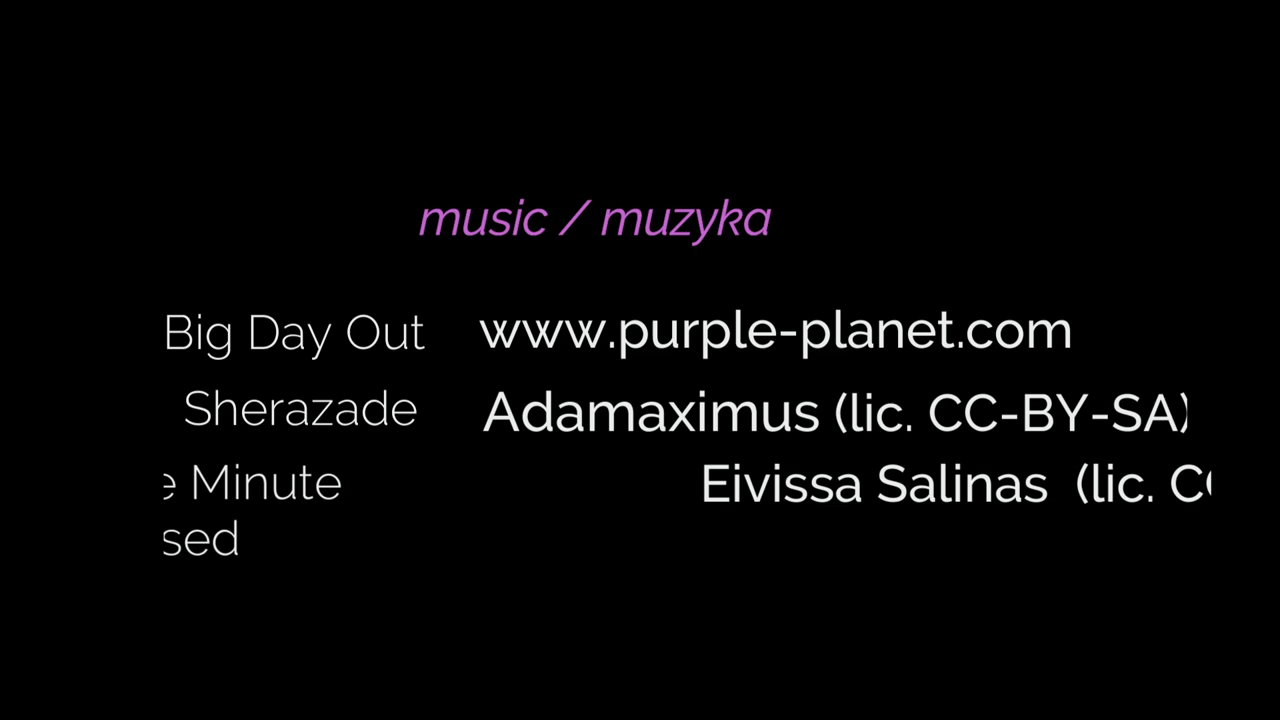 music / muzyka
Big Day Out www.purple-planet.com
Sherazade Adamaximus (lic. CC-BY-SA)
Minute Eivissa Salinas (lic.